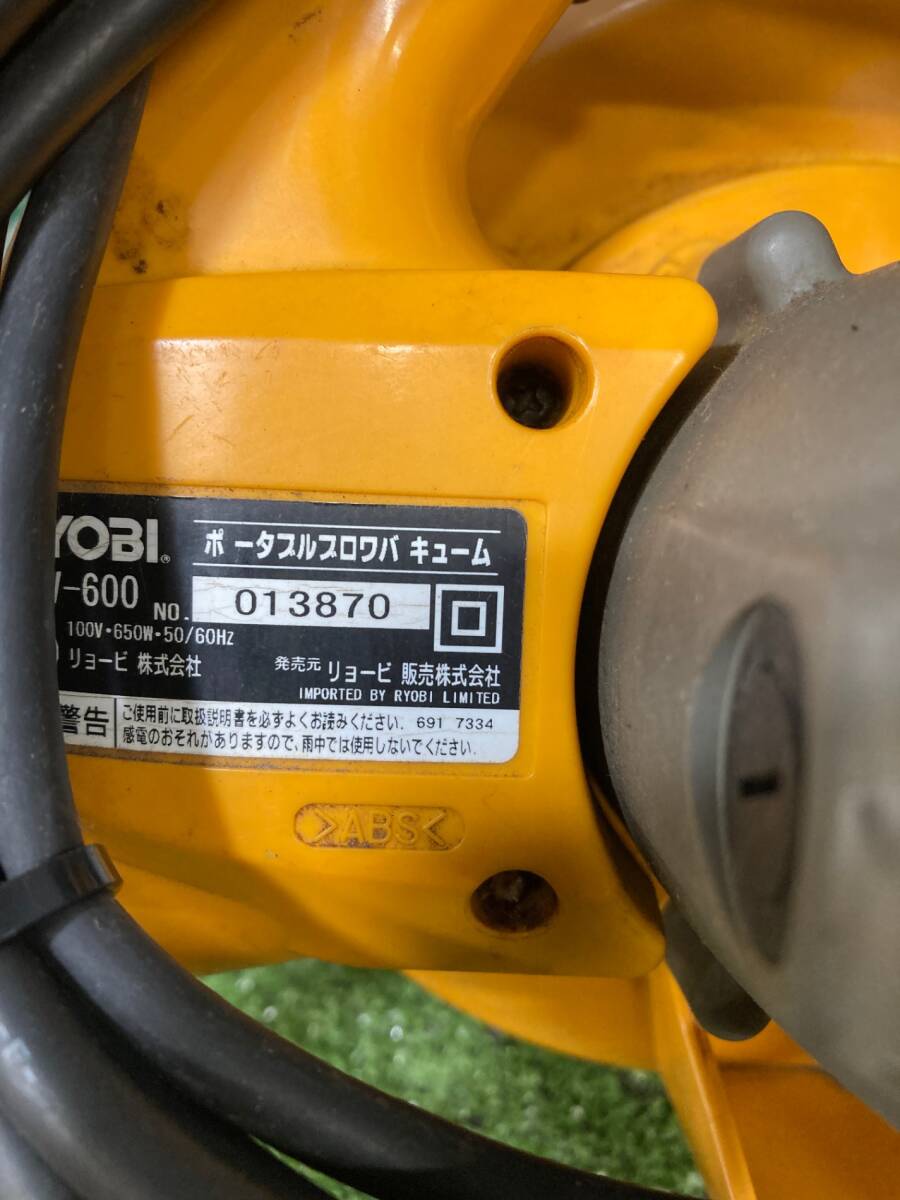 YOBI®
ポータブルブロワバキューム
V-600 NO. 013870
100V・650W・50/60Hz
リョービ 株式会社
発売元 リョービ 販売株式会社
IMPORTED BY RYOBI LIMITED
警告
ご使用前に取扱説明書を必ずよくお読みください. 691 7334
感電のおそれがありますので、雨中では使用しないでください.
>ABS<